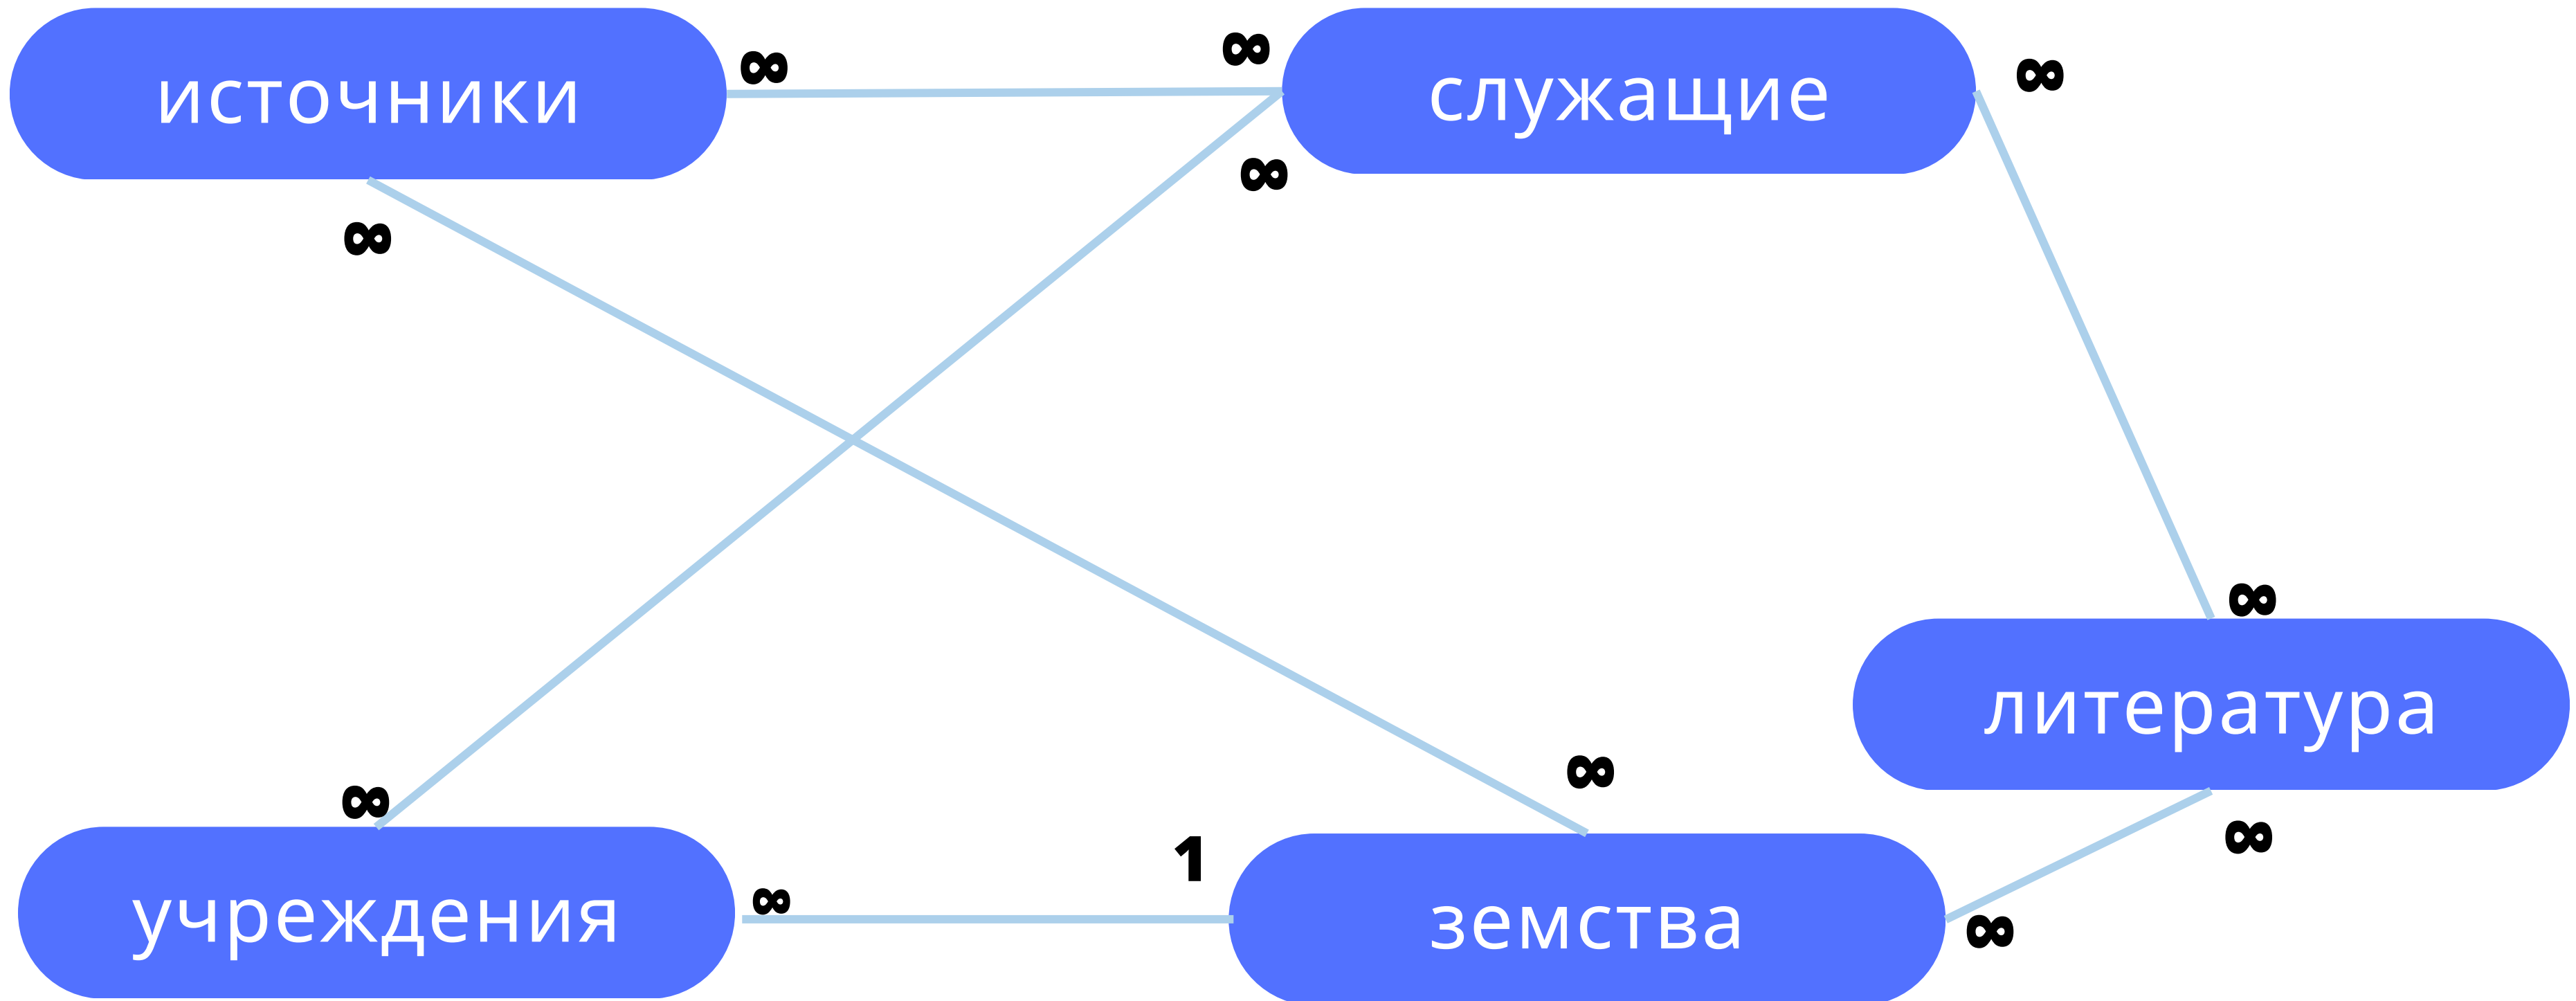 источники
∞
∞
служащие
∞
∞
∞
∞
литература
∞
∞
∞
1
∞
учреждения
∞
земства
∞